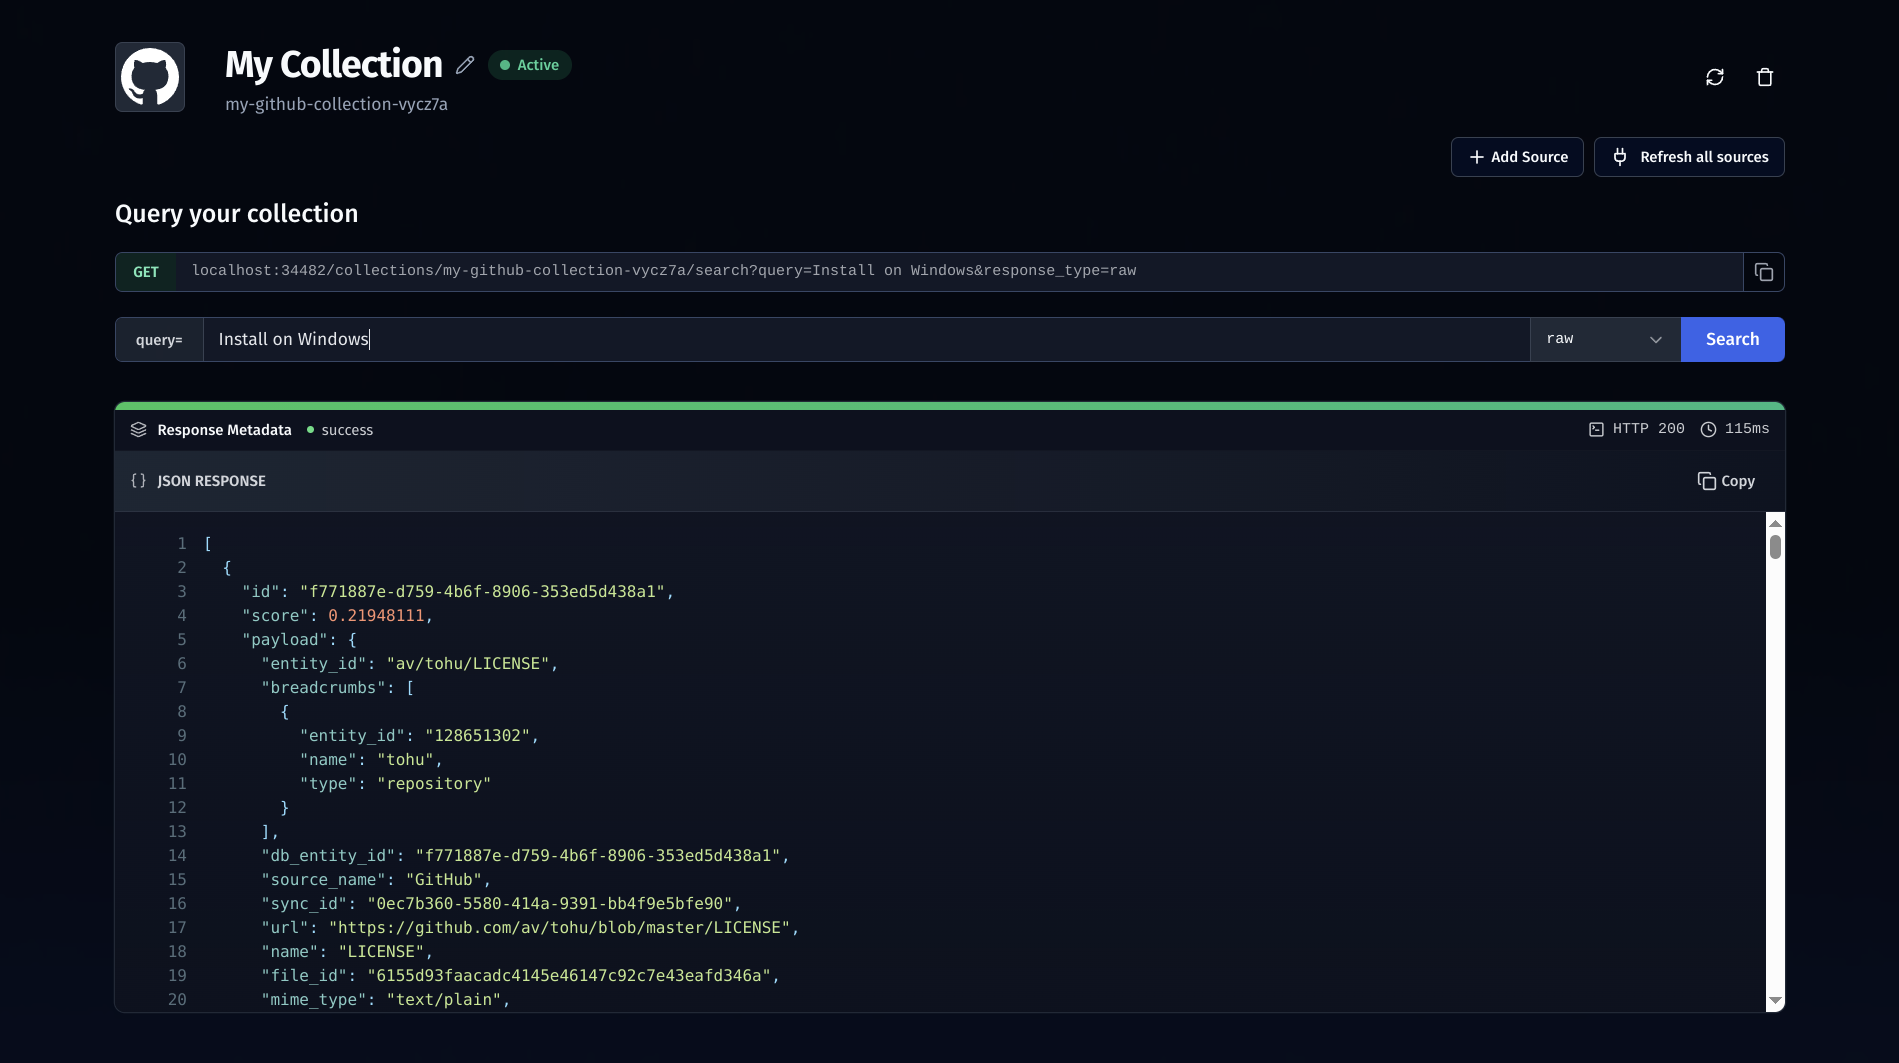 My Collection
Active
my-github-collection-vycz7a
Add Source
Refresh all sources
Query your collection
GET localhost:34482/collections/my-github-collection-vycz7a/search?query=Install on Windows&response_type=raw
query= Install on Windows raw Search
Response Metadata success HTTP 200 115ms
{} JSON RESPONSE Copy
1 [
2 {
3 "id": "f771887e-d759-4b6f-8906-353ed5d438a1",
4 "score": 0.21948111,
5 "payload": {
6 "entity_id": "av/tohu/LICENSE",
7 "breadcrumbs": [
8 {
9 "entity_id": "128651302",
10 "name": "tohu",
11 "type": "repository"
12 }
13 ],
14 "db_entity_id": "f771887e-d759-4b6f-8906-353ed5d438a1",
15 "source_name": "GitHub",
16 "sync_id": "0ec7b360-5580-414a-9391-bb4f9e5bfe90",
17 "url": "https://github.com/av/tohu/blob/master/LICENSE",
18 "name": "LICENSE",
19 "file_id": "6155d93faacadc4145e46147c92c7e43eafd346a",
20 "mime_type": "text/plain",